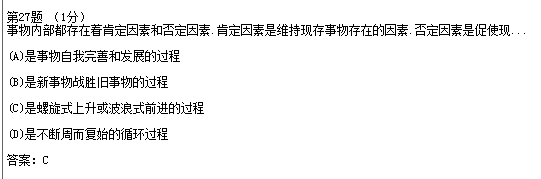 第27题 (1分)
事物内部都存在着肯定因素和否定因素.肯定因素是维持现存事物存在的因素.否定因素是促使现...
(A)是事物自我完善和发展的过程
(B)是新事物战胜旧事物的过程
(C)是螺旋式上升或波浪式前进的过程
(D)是不断周而复始的循环过程
答案：C